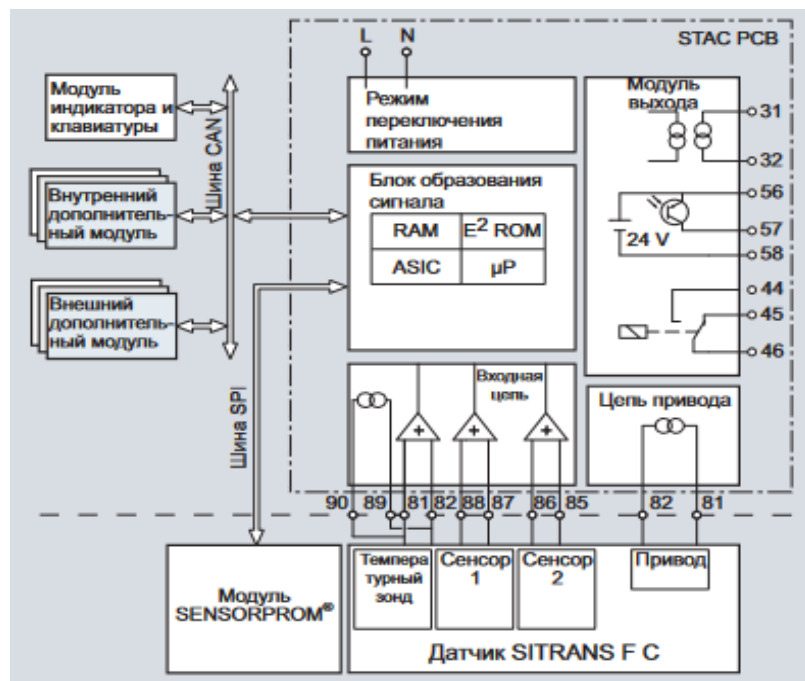 L N
STAC PCB
Модуль
индикатора и
клавиатуры
Внутренний
дополнитель-
ный модуль
Внешний
дополнитель-
ный модуль
Шина CAN
Шина SPI
Режим
переключения
питания
Блок образования
сигнала
RAM E² ROM
ASIC µP
Модуль
выхода
31
32
56
57
58
24 V
44
45
46
Входная
цепь
Цепь привода
90 89 81 82 88 87 86 85 82 81
Модуль
SENSORPROM®
Темпера
турный
зонд
Сенсор
1
Сенсор
2
Привод
Датчик SITRANS F C